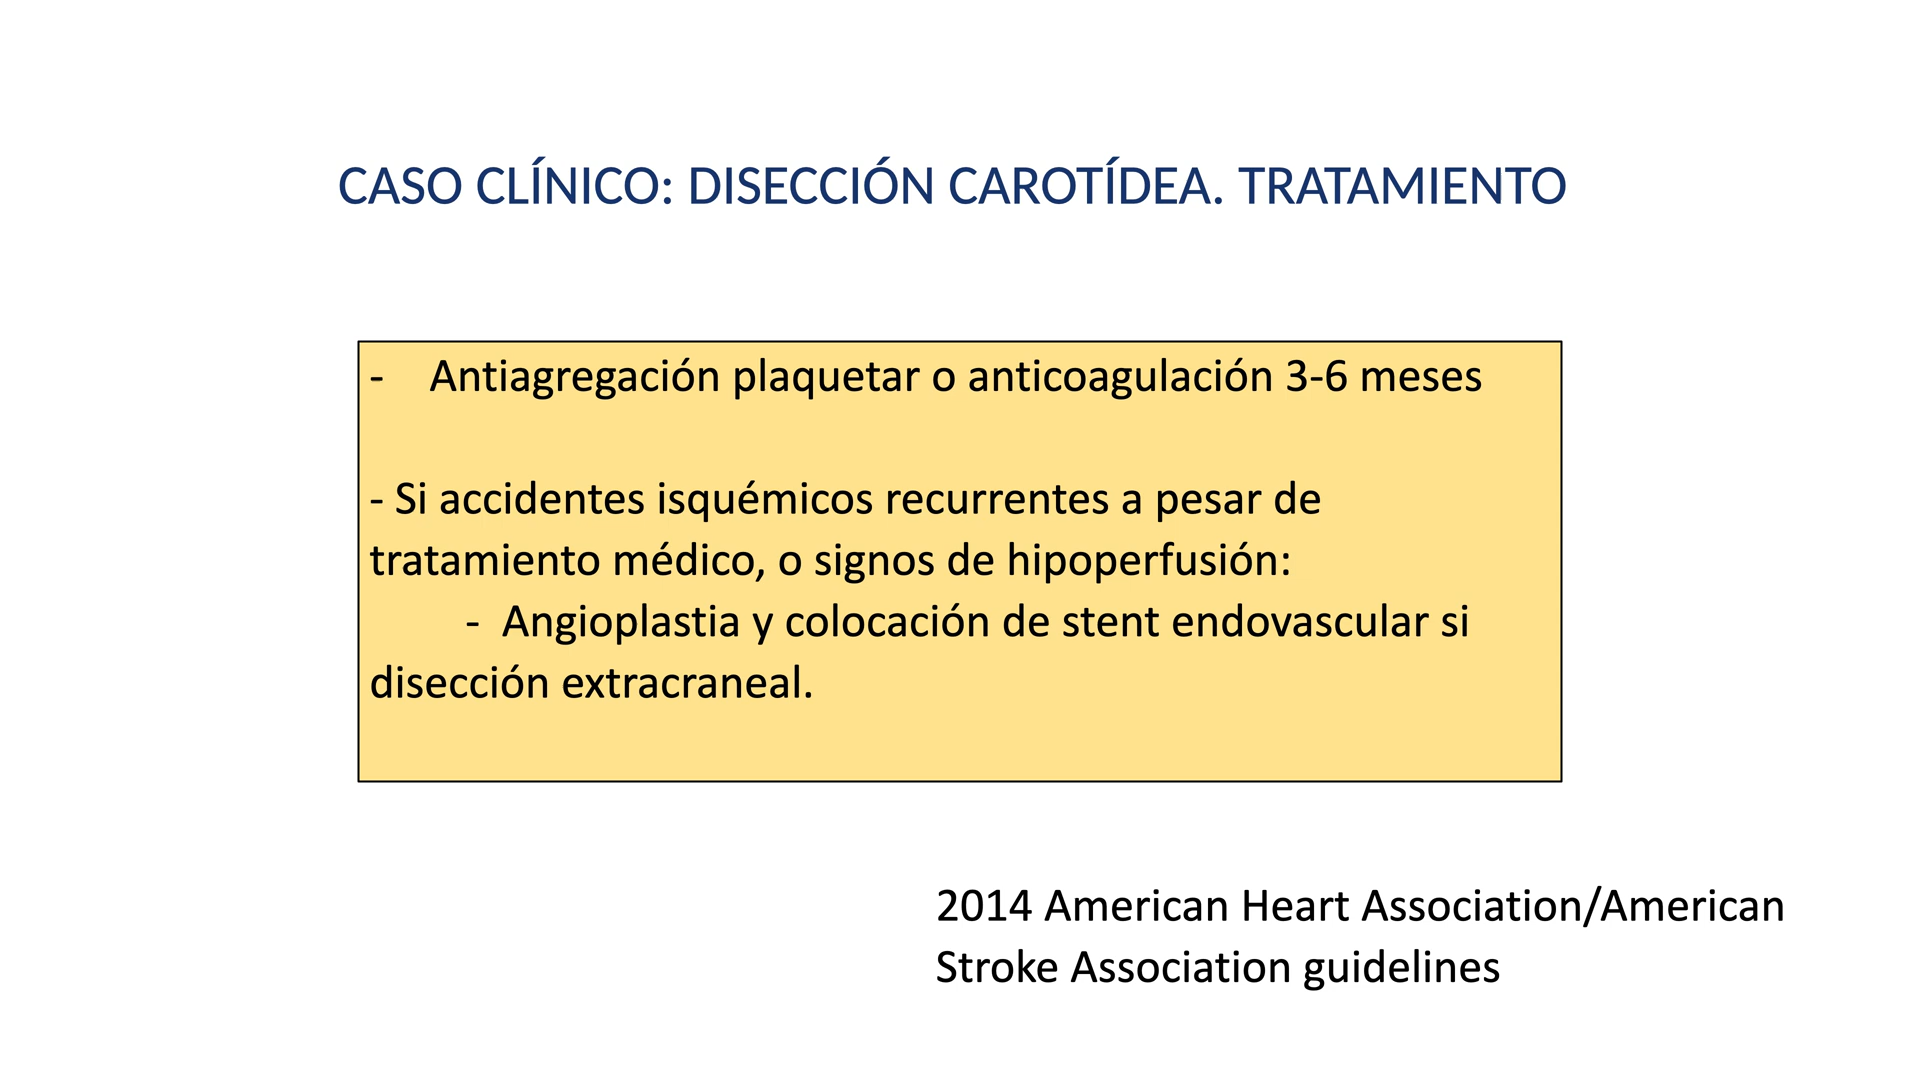 CASO CLÍNICO: DISECCIÓN CAROTÍDEA. TRATAMIENTO
- Antiagregación plaquetar o anticoagulación 3-6 meses
- Si accidentes isquémicos recurrentes a pesar de
tratamiento médico, o signos de hipoperfusión:
- Angioplastia y colocación de stent endovascular si
disección extracraneal.
2014 American Heart Association/American
Stroke Association guidelines